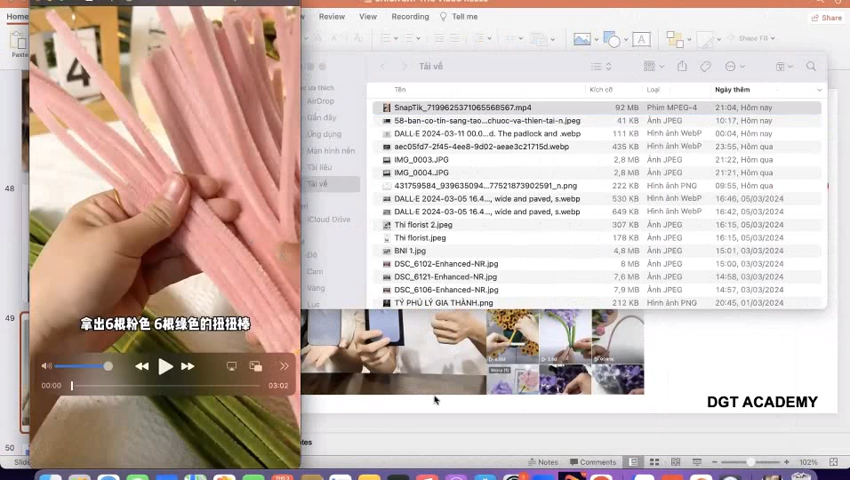 Home
Insert
Review
View
Recording
Tell me
Share
Paste
Shape Fill
Tải về
Tên
Kích cỡ
Loại
Ngày thêm
AirDrop
Gần đây
Ứng dụng
Màn hình nền
Tài liệu
Tải về
iCloud Drive
Đỏ
Cam
Vàng
Lục
SnapTik_7199625371065568567.mp4 92 MB Phim MPEG-4 21:04, Hôm nay
58-ban-co-tin-sang-tao...chuoc-va-thien-tai-n.jpeg 41 KB Ảnh JPEG 10:17, Hôm nay
DALL·E 2024-03-11 00.0...d. The padlock and .webp 111 KB Hình ảnh WebP 00:04, Hôm nay
aec05fd7-2f45-4ee8-9d02-aeae3c21715d.webp 435 KB Hình ảnh WebP 23:55, Hôm qua
IMG_0003.JPG 2,8 MB Ảnh JPEG 21:22, Hôm qua
IMG_0004.JPG 2,8 MB Ảnh JPEG 21:21, Hôm qua
431759584_939635094...77521873902591_n.png 222 KB Hình ảnh PNG 09:55, Hôm qua
DALL·E 2024-03-05 16.4..., wide and paved, s.webp 530 KB Hình ảnh WebP 16:46, 05/03/2024
DALL·E 2024-03-05 16.4..., wide and paved, s.webp 649 KB Hình ảnh WebP 16:42, 05/03/2024
Thi florist 2.jpeg 307 KB Ảnh JPEG 16:15, 05/03/2024
Thi florist.jpeg 178 KB Ảnh JPEG 16:15, 05/03/2024
BNI 1.jpg 4,8 MB Ảnh JPEG 15:01, 03/03/2024
DSC_6102-Enhanced-NR.jpg 8 MB Ảnh JPEG 15:00, 03/03/2024
DSC_6121-Enhanced-NR.jpg 7,6 MB Ảnh JPEG 14:58, 03/03/2024
DSC_6106-Enhanced-NR.jpg 7,9 MB Ảnh JPEG 14:57, 03/03/2024
TỶ PHÚ LÝ GIA THÀNH.png 212 KB Hình ảnh PNG 20:45, 01/03/2024
4
拿出6根粉色 6根绿色的扭扭棒
00:00
03:02
48
49
50
DGT ACADEMY
Notes
Comments
102%